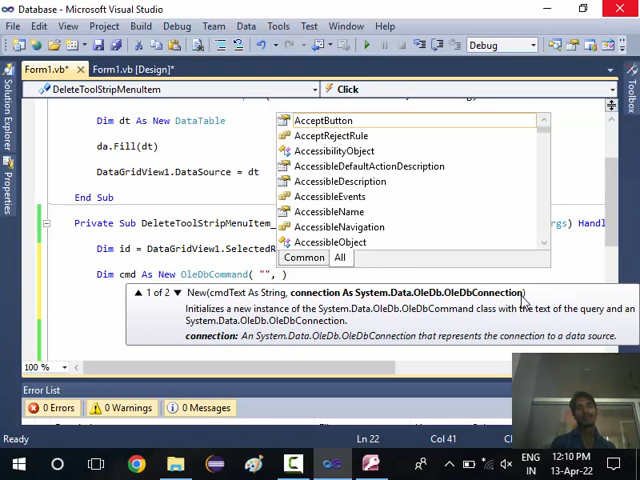 Database - Microsoft Visual Studio
File Edit View Project Build Debug Team Data Tools Test Window Help
Debug
Form1.vb* Form1.vb [Design]*
DeleteToolStripMenuItem Click
Solution Explorer
Properties
Toolbox
Dim dt As New DataTable
da.Fill(dt)
DataGridView1.DataSource = dt
End Sub
Private Sub DeleteToolStripMenuItem_ Handl
Dim id = DataGridView1.SelectedR
Dim cmd As New OleDbCommand( "", )
AcceptButton
AcceptRejectRule
AccessibilityObject
AccessibleDefaultActionDescription
AccessibleDescription
AccessibleEvents
AccessibleName
AccessibleNavigation
AccessibleObject
Common All
1 of 2 New(cmdText As String, connection As System.Data.OleDb.OleDbConnection)
Initializes a new instance of the System.Data.OleDb.OleDbCommand class with the text of the query and an
System.Data.OleDb.OleDbConnection.
connection: An System.Data.OleDb.OleDbConnection that represents the connection to a data source.
100 %
Error List
0 Errors 0 Warnings 0 Messages
Ready Ln 22 Col 41
ENG
IN
12:10 PM
13-Apr-22